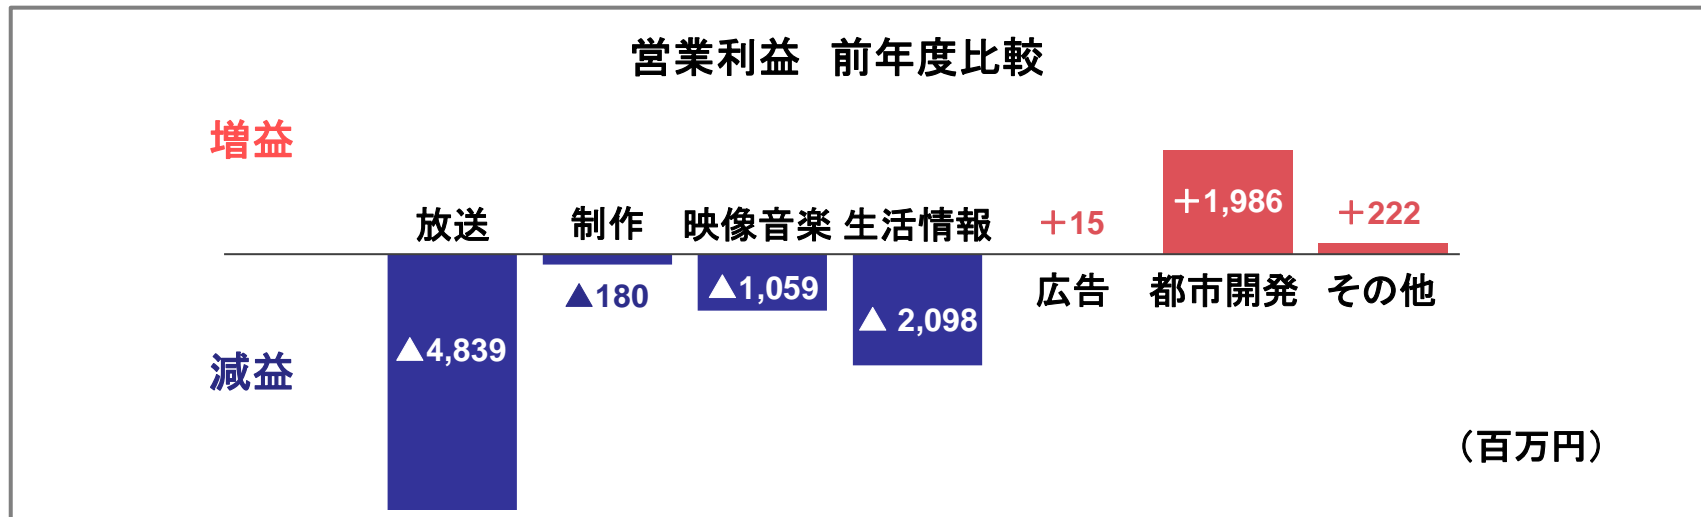 営業利益　前年度比較
増益
放送
制作
映像音楽
生活情報
＋15
＋1,986
＋222
▲4,839
▲180
▲1,059
▲ 2,098
広告
都市開発
その他
減益
（百万円）